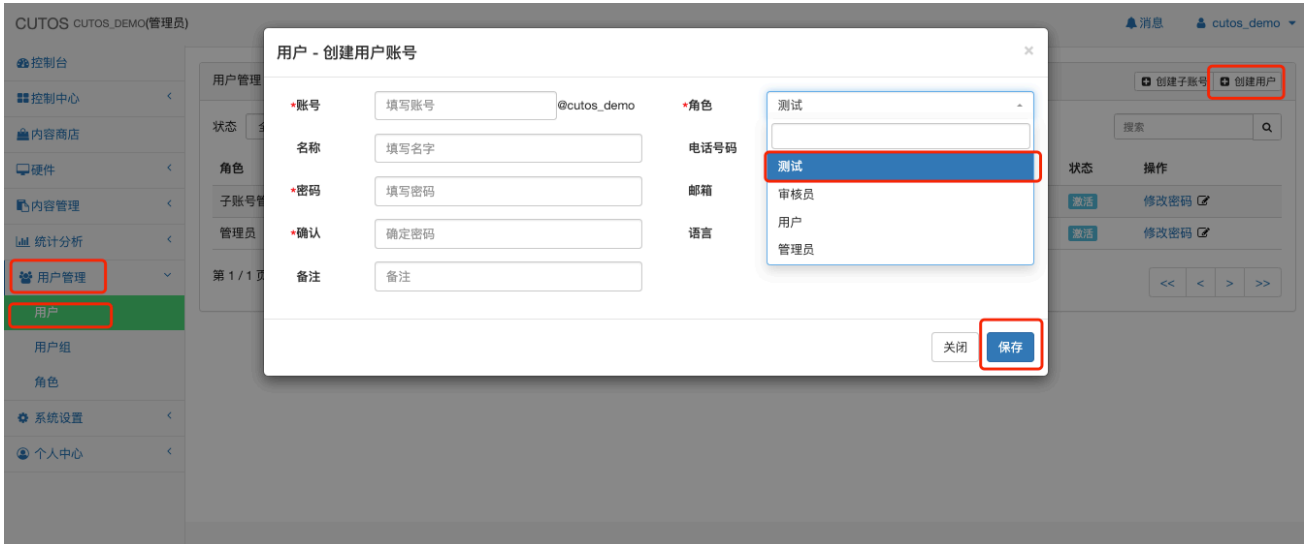 CUTOS CUTOS_DEMO(管理员)
消息
cutos_demo
控制台
控制中心
内容商店
硬件
内容管理
统计分析
用户管理
用户
用户组
角色
系统设置
个人中心
用户管理
创建子账号
创建用户
状态
搜索
角色
状态
操作
子账号管
激活
修改密码
管理员
激活
修改密码
第 1 / 1 页
<<
<
>
>>
用户 - 创建用户账号
×
*账号
填写账号
@cutos_demo
*角色
测试
名称
填写名字
电话号码
测试
*密码
填写密码
邮箱
审核员
用户
*确认
确定密码
语言
管理员
备注
备注
关闭
保存